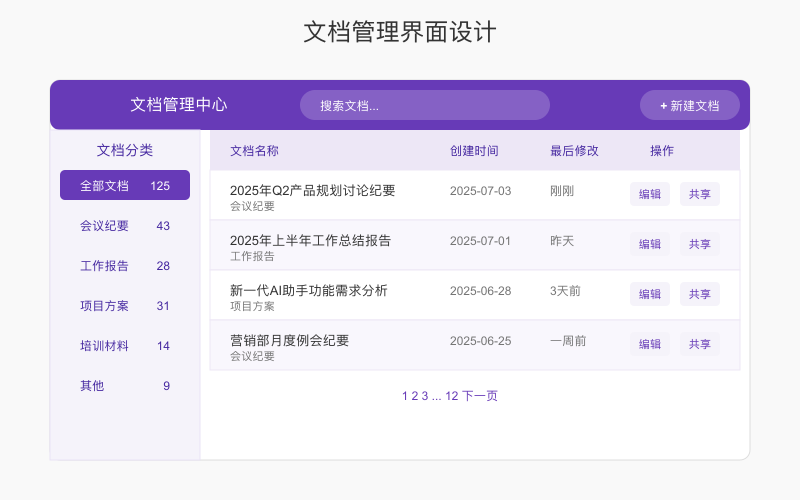 文档管理界面设计
文档管理中心 搜索文档... + 新建文档
文档分类
全部文档 125
会议纪要 43
工作报告 28
项目方案 31
培训材料 14
其他 9
文档名称 创建时间 最后修改 操作
2025年Q2产品规划讨论纪要 2025-07-03 刚刚 编辑 共享
会议纪要
2025年上半年工作总结报告 2025-07-01 昨天 编辑 共享
工作报告
新一代AI助手功能需求分析 2025-06-28 3天前 编辑 共享
项目方案
营销部月度例会纪要 2025-06-25 一周前 编辑 共享
会议纪要
1 2 3 ... 12 下一页